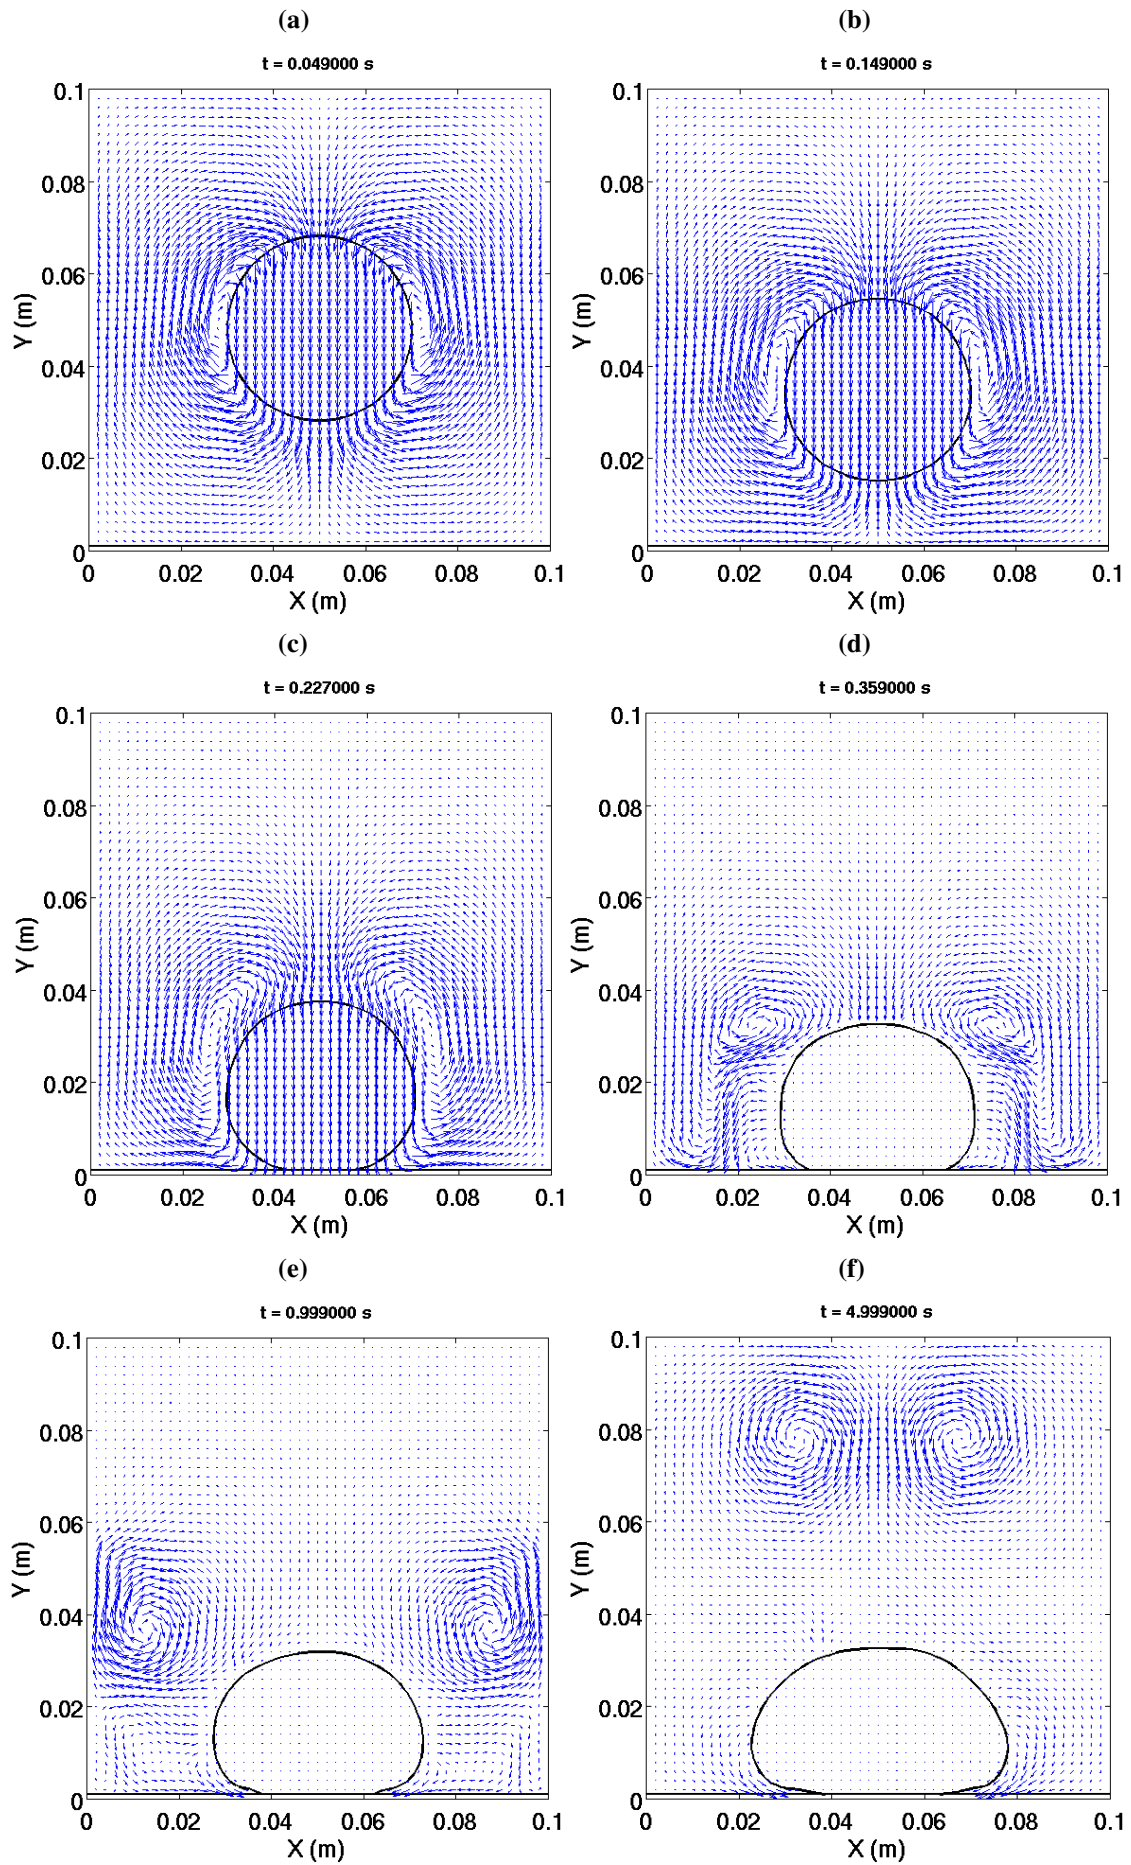 (a) (b)
t = 0.049000 s t = 0.149000 s
0.1 0.1
0.08 0.08
0.06 0.06
Y (m) Y (m)
0.04 0.04
0.02 0.02
0 0
0 0.02 0.04 0.06 0.08 0.1 0 0.02 0.04 0.06 0.08 0.1
X (m) X (m)
(c) (d)
t = 0.227000 s t = 0.359000 s
0.1 0.1
0.08 0.08
0.06 0.06
Y (m) Y (m)
0.04 0.04
0.02 0.02
0 0
0 0.02 0.04 0.06 0.08 0.1 0 0.02 0.04 0.06 0.08 0.1
X (m) X (m)
(e) (f)
t = 0.999000 s t = 4.999000 s
0.1 0.1
0.08 0.08
0.06 0.06
Y (m) Y (m)
0.04 0.04
0.02 0.02
0 0
0 0.02 0.04 0.06 0.08 0.1 0 0.02 0.04 0.06 0.08 0.1
X (m) X (m)